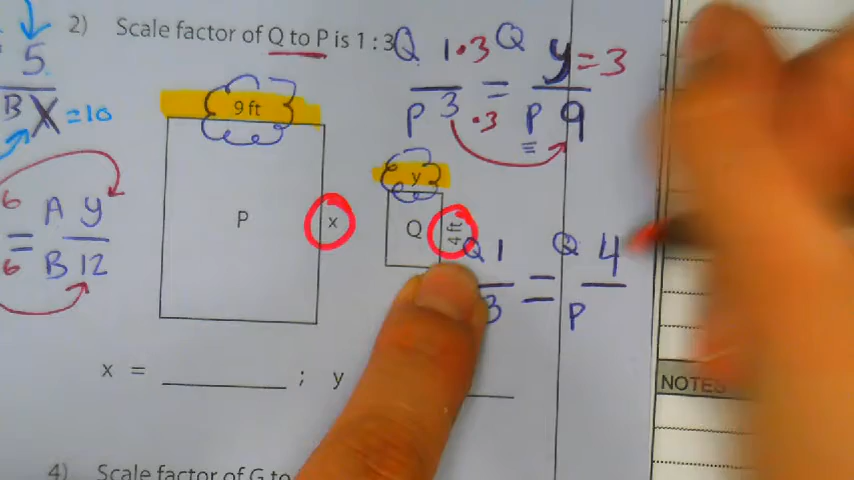 2) Scale factor of Q to P is 1 : 3
Q 1 •3 Q y = 3
P 3 •3 = P 9
5
B X =10
9 ft
y
P
x
Q
4 ft
6 A y
= 
6 B 12
Q 1 = Q 4
3 P
x = ; y
NOTES
4) Scale factor of G to